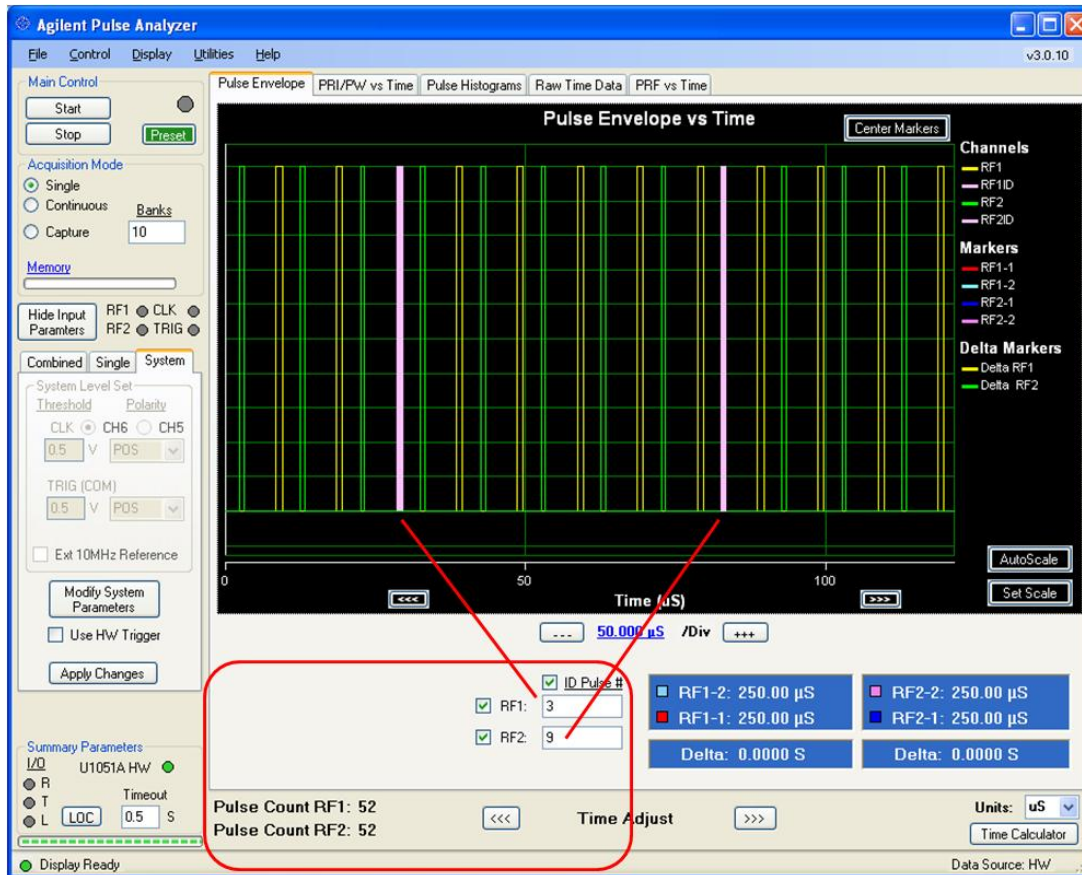 Agilent Pulse Analyzer
File Control Display Utilities Help v3.0.10
Main Control
Start
Stop Preset
Acquisition Mode
Single
Continuous Banks
Capture 10
Memory
Hide Input Paramters
RF1 CLK
RF2 TRIG
Combined Single System
System Level Set
Threshold Polarity
CLK CH6 CH5
0.5 V POS
TRIG (COM)
0.5 V POS
Ext 10MHz Reference
Modify System
Parameters
Use HW Trigger
Apply Changes
Summary Parameters
I/O U1051A HW
R
T Timeout
L LOC 0.5 S
Display Ready
Pulse Envelope PRI/PW vs Time Pulse Histograms Raw Time Data PRF vs Time
Pulse Envelope vs Time
Center Markers
Channels
RF1
RF1ID
RF2
RF2ID
Markers
RF1-1
RF1-2
RF2-1
RF2-2
Delta Markers
Delta RF1
Delta RF2
AutoScale
Set Scale
0 50 100
<<< Time (uS) >>>
--- 50.000 µS /Div +++
ID Pulse #
RF1: 3
RF2: 9
RF1-2: 250.00 µS
RF1-1: 250.00 µS
Delta: 0.0000 S
RF2-2: 250.00 µS
RF2-1: 250.00 µS
Delta: 0.0000 S
Pulse Count RF1: 52
Pulse Count RF2: 52
<<< Time Adjust >>>
Units: uS
Time Calculator
Data Source: HW